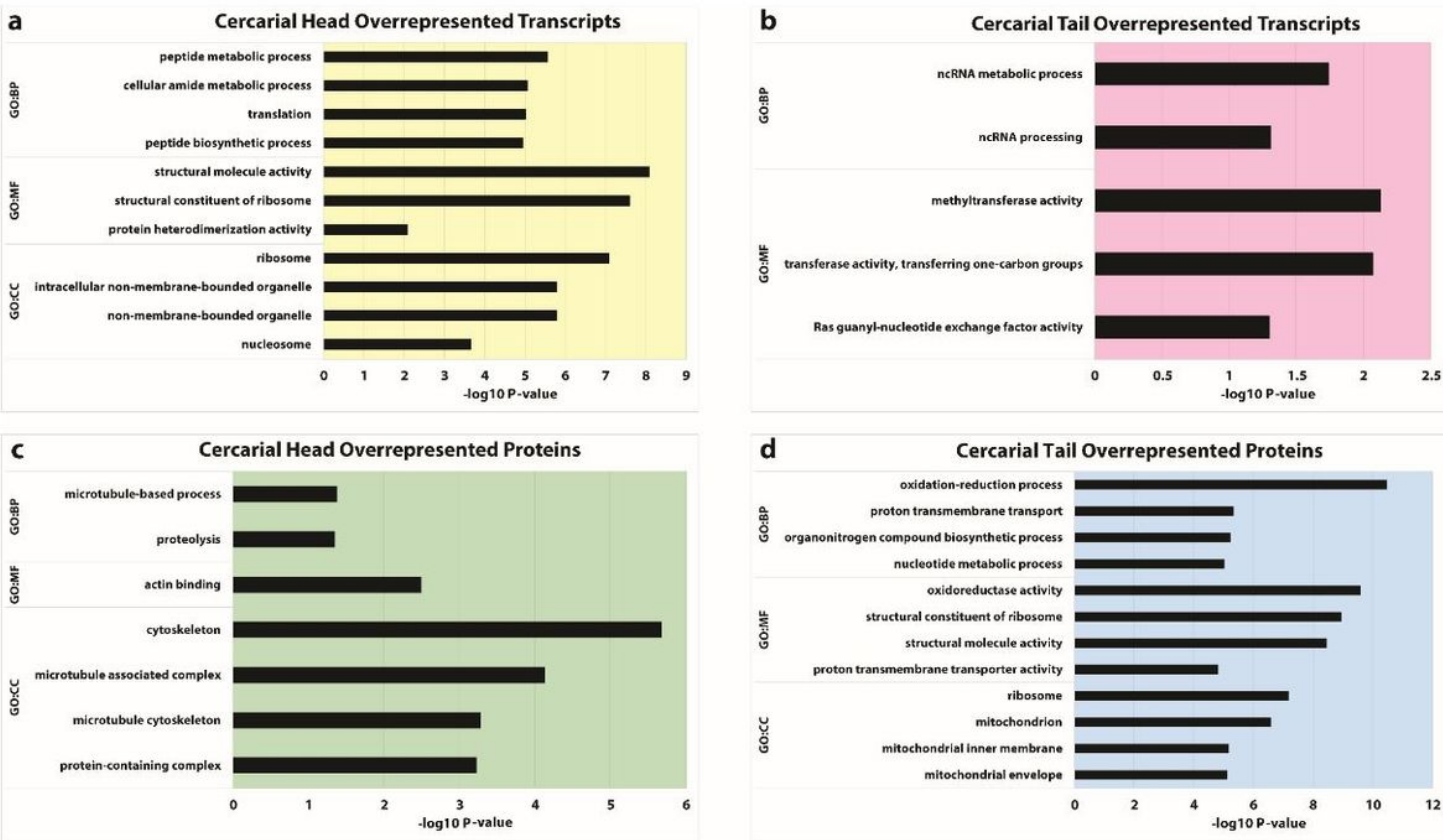 a
Cercarial Head Overrepresented Transcripts
GO:BP
peptide metabolic process
cellular amide metabolic process
translation
peptide biosynthetic process
GO:MF
structural molecule activity
structural constituent of ribosome
protein heterodimerization activity
GO:CC
ribosome
intracellular non-membrane-bounded organelle
non-membrane-bounded organelle
nucleosome
0 1 2 3 4 5 6 7 8 9
-log10 P-value
b
Cercarial Tail Overrepresented Transcripts
GO:BP
ncRNA metabolic process
ncRNA processing
GO:MF
methyltransferase activity
transferase activity, transferring one-carbon groups
Ras guanyl-nucleotide exchange factor activity
0 0.5 1 1.5 2 2.5
-log10 P-value
c
Cercarial Head Overrepresented Proteins
GO:BP
microtubule-based process
proteolysis
GO:MF
actin binding
GO:CC
cytoskeleton
microtubule associated complex
microtubule cytoskeleton
protein-containing complex
0 1 2 3 4 5 6
-log10 P-value
d
Cercarial Tail Overrepresented Proteins
GO:BP
oxidation-reduction process
proton transmembrane transport
organonitrogen compound biosynthetic process
nucleotide metabolic process
GO:MF
oxidoreductase activity
structural constituent of ribosome
structural molecule activity
proton transmembrane transporter activity
GO:CC
ribosome
mitochondrion
mitochondrial inner membrane
mitochondrial envelope
0 2 4 6 8 10 12
-log10 P-value